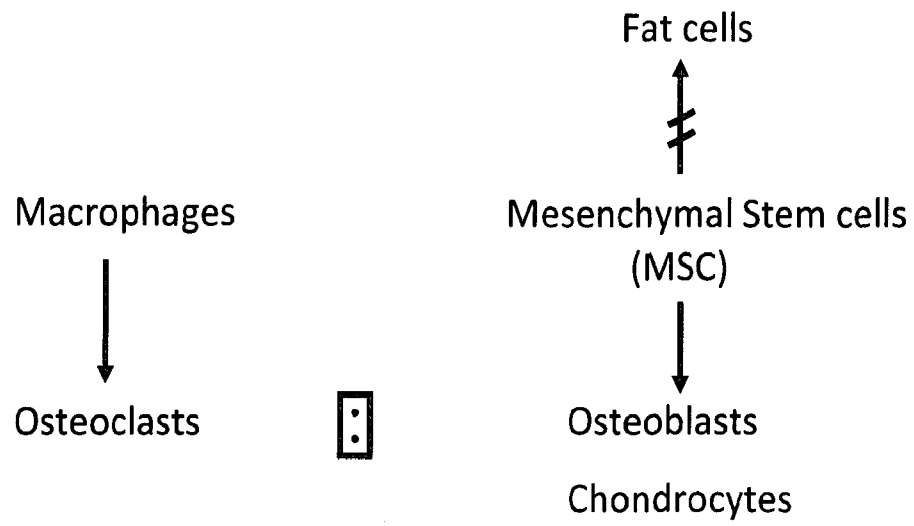 Fat cells
Macrophages
Mesenchymal Stem cells
(MSC)
Osteoclasts
:
Osteoblasts
Chondrocytes